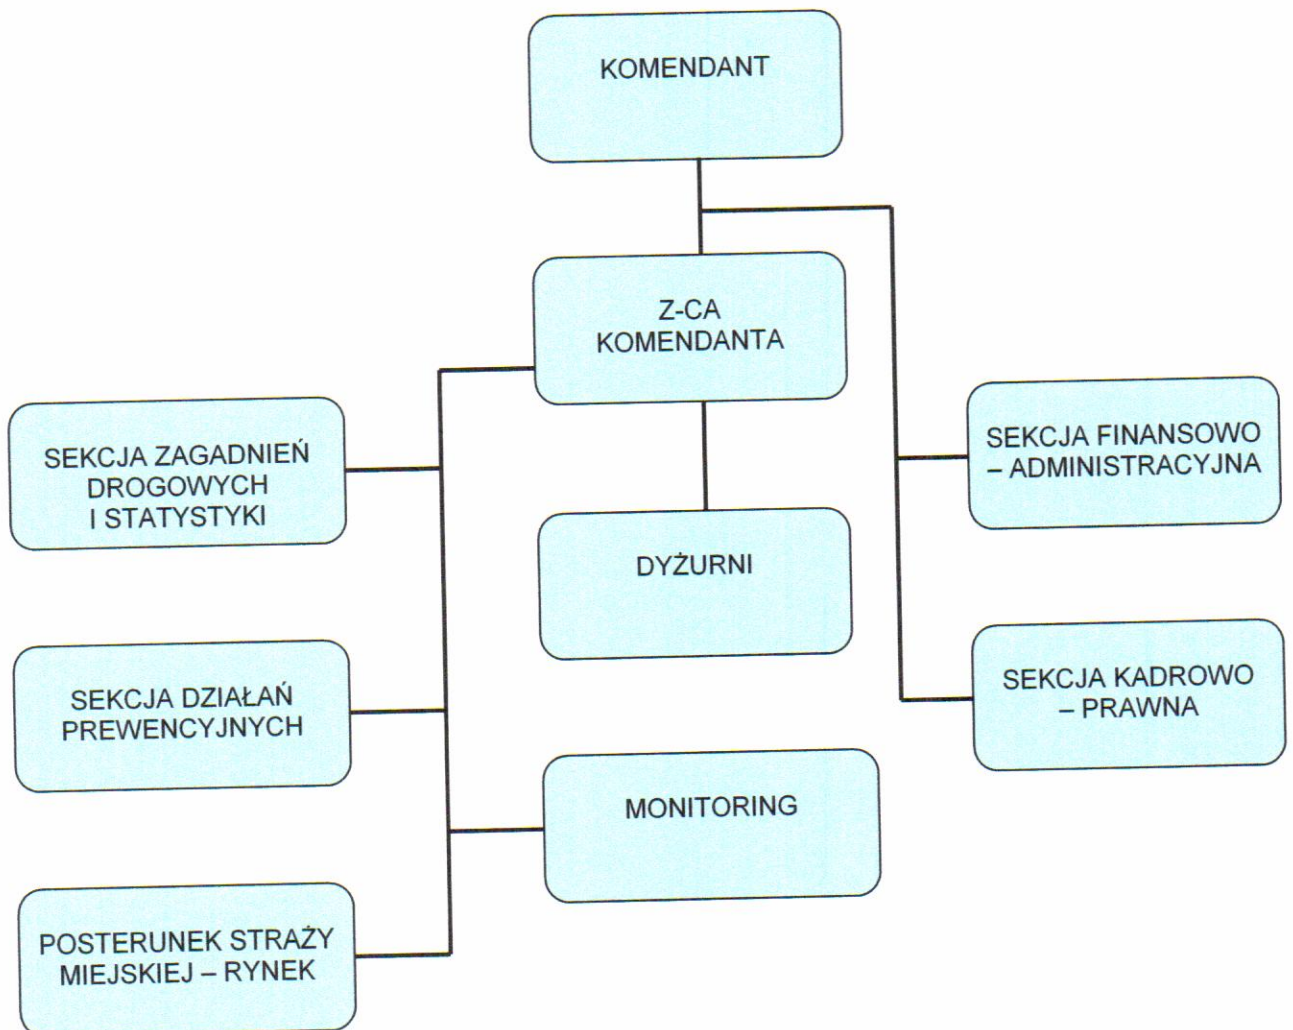 KOMENDANT
Z-CA
KOMENDANTA
SEKCJA ZAGADNIEŃ
DROGOWYCH
I STATYSTYKI
SEKCJA FINANSOWO
– ADMINISTRACYJNA
DYŻURNI
SEKCJA DZIAŁAŃ
PREWENCYJNYCH
SEKCJA KADROWO
– PRAWNA
MONITORING
POSTERUNEK STRAŻY
MIEJSKIEJ – RYNEK